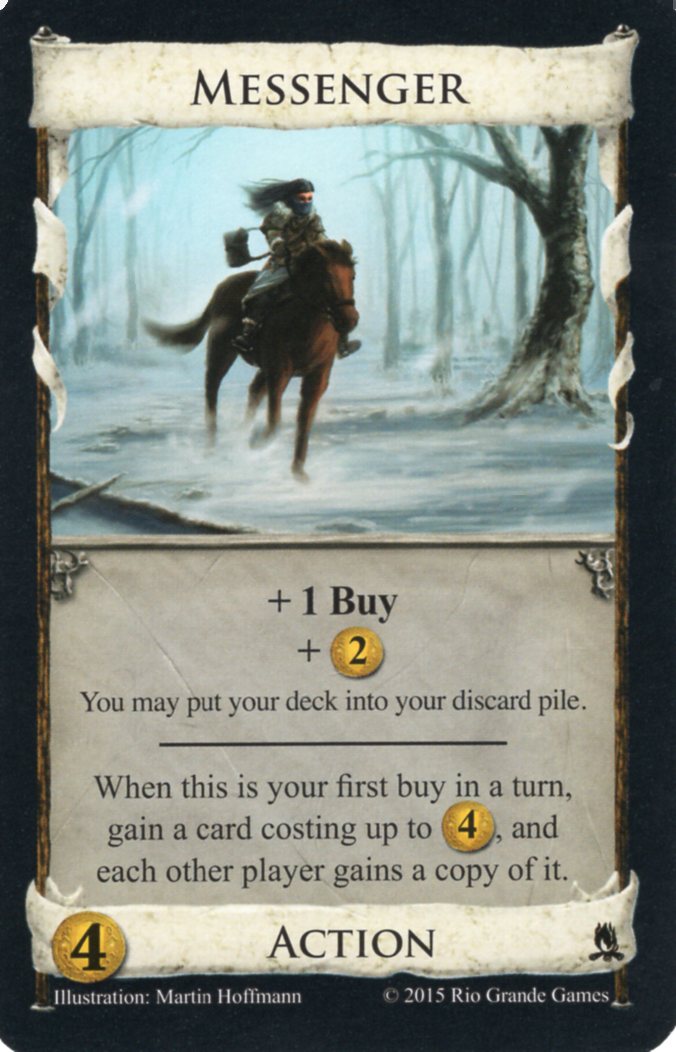 MESSENGER
+1 Buy
+ 2
You may put your deck into your discard pile.
When this is your first buy in a turn,
gain a card costing up to 4, and
each other player gains a copy of it.
4 ACTION
Illustration: Martin Hoffmann © 2015 Rio Grande Games